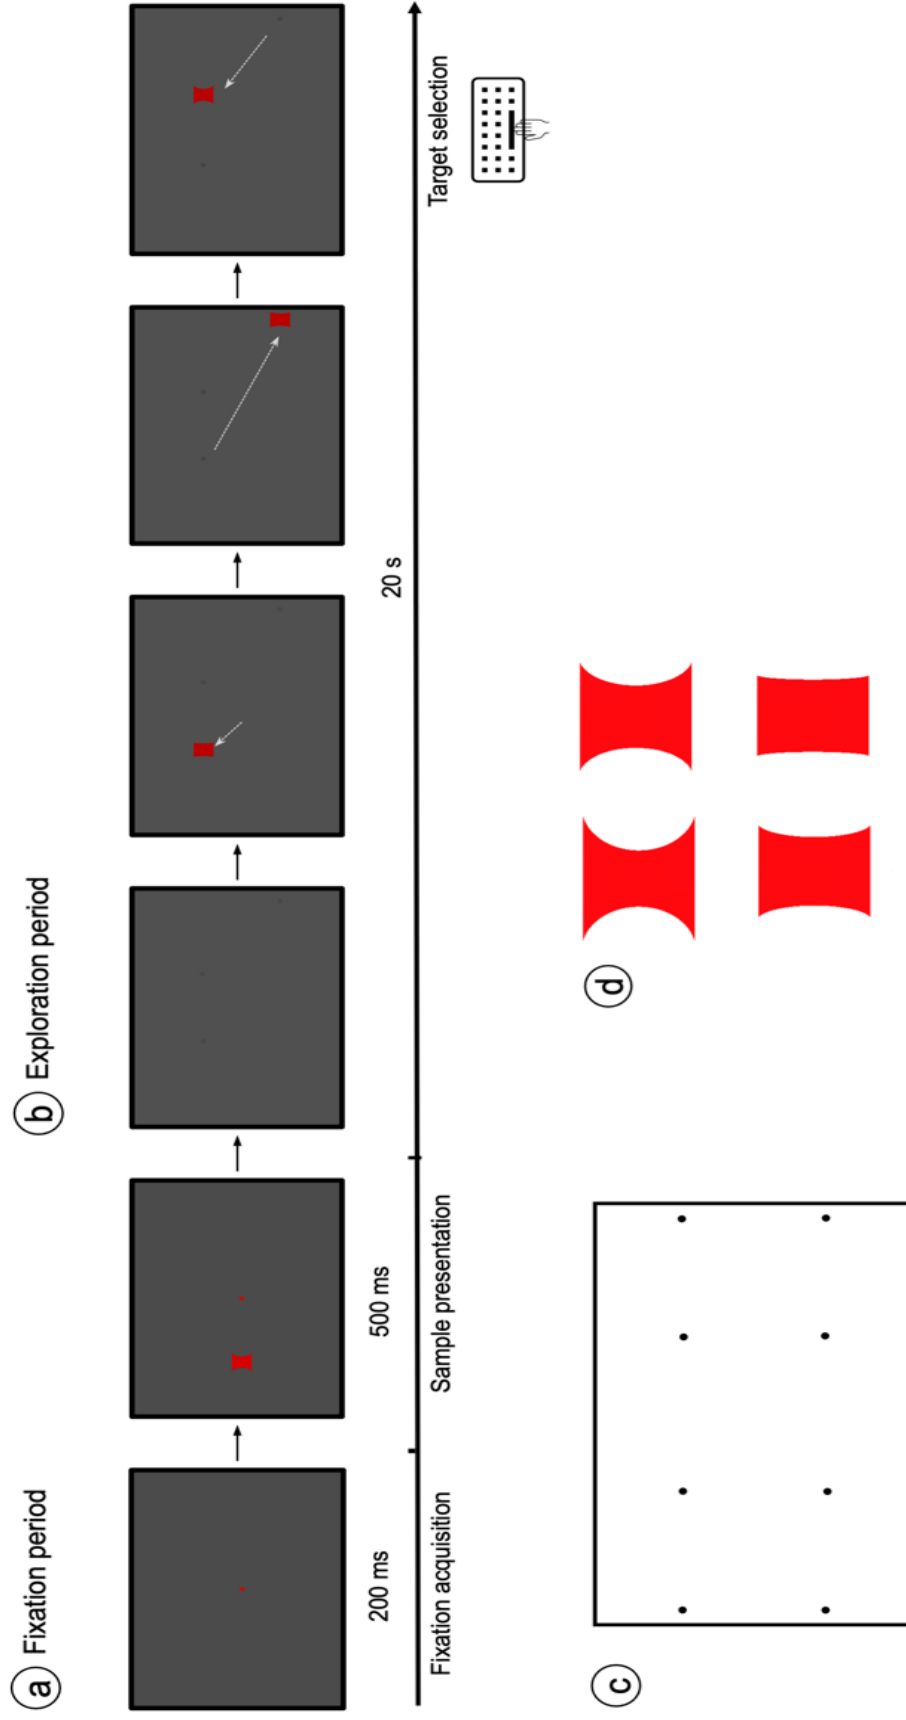 a Fixation period
b Exploration period
200 ms
500 ms
20 s
Fixation acquisition
Sample presentation
Target selection
c
d